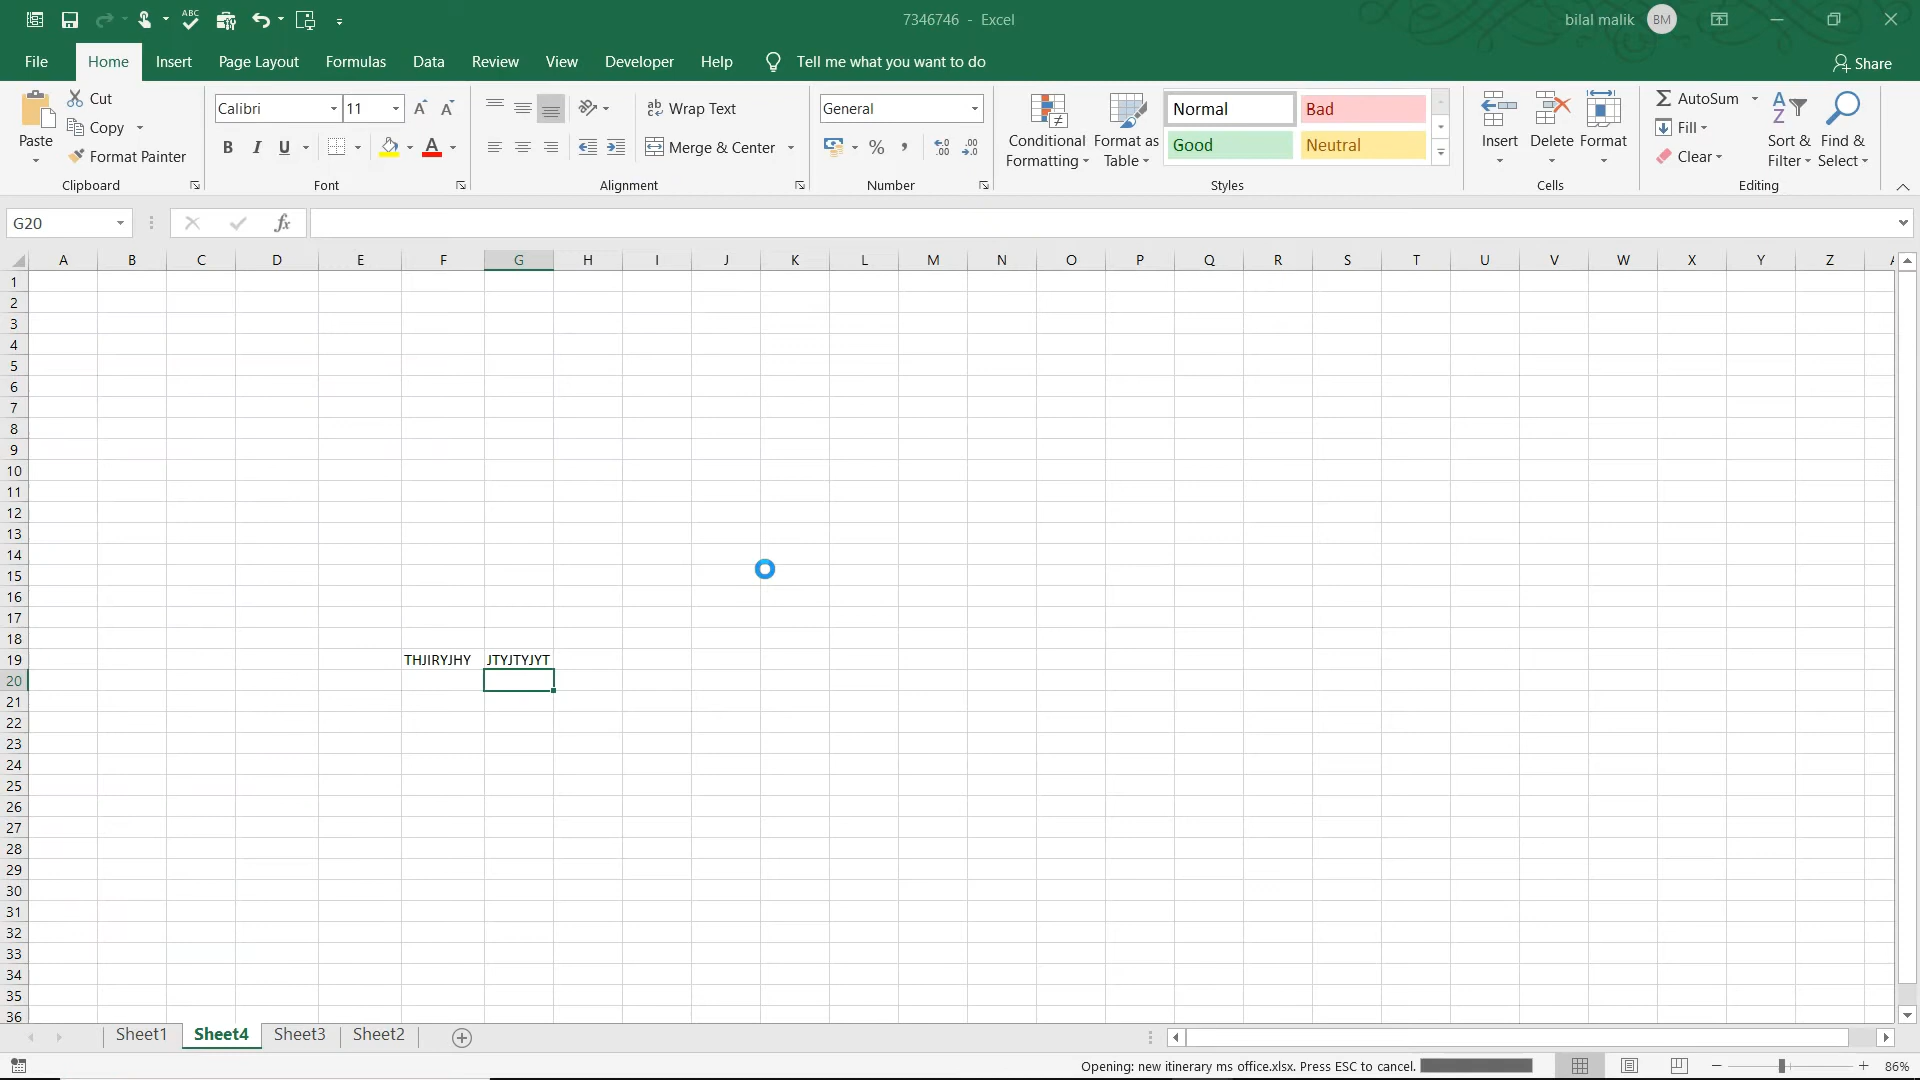 ABC
7346746 - Excel
bilal malik BM
File Home Insert Page Layout Formulas Data Review View Developer Help Tell me what you want to do Share
Paste
Cut
Copy
Format Painter
Clipboard
Calibri 11
B I U A
Font
ab Wrap Text
Merge & Center
Alignment
General
% ,
Number
Conditional Formatting
Format as Table
Normal Bad
Good Neutral
Styles
Insert Delete Format
Cells
AutoSum
Fill
Clear
Sort & Filter
Find & Select
Editing
G20 fx
A B C D E F G H I J K L M N O P Q R S T U V W X Y Z
1
2
3
4
5
6
7
8
9
10
11
12
13
14
15
16
17
18
19 THJIRYJHY JTYJTYJYT
20
21
22
23
24
25
26
27
28
29
30
31
32
33
34
35
36
Sheet1 Sheet4 Sheet3 Sheet2
Opening: new itinerary ms office.xlsx. Press ESC to cancel. 86%